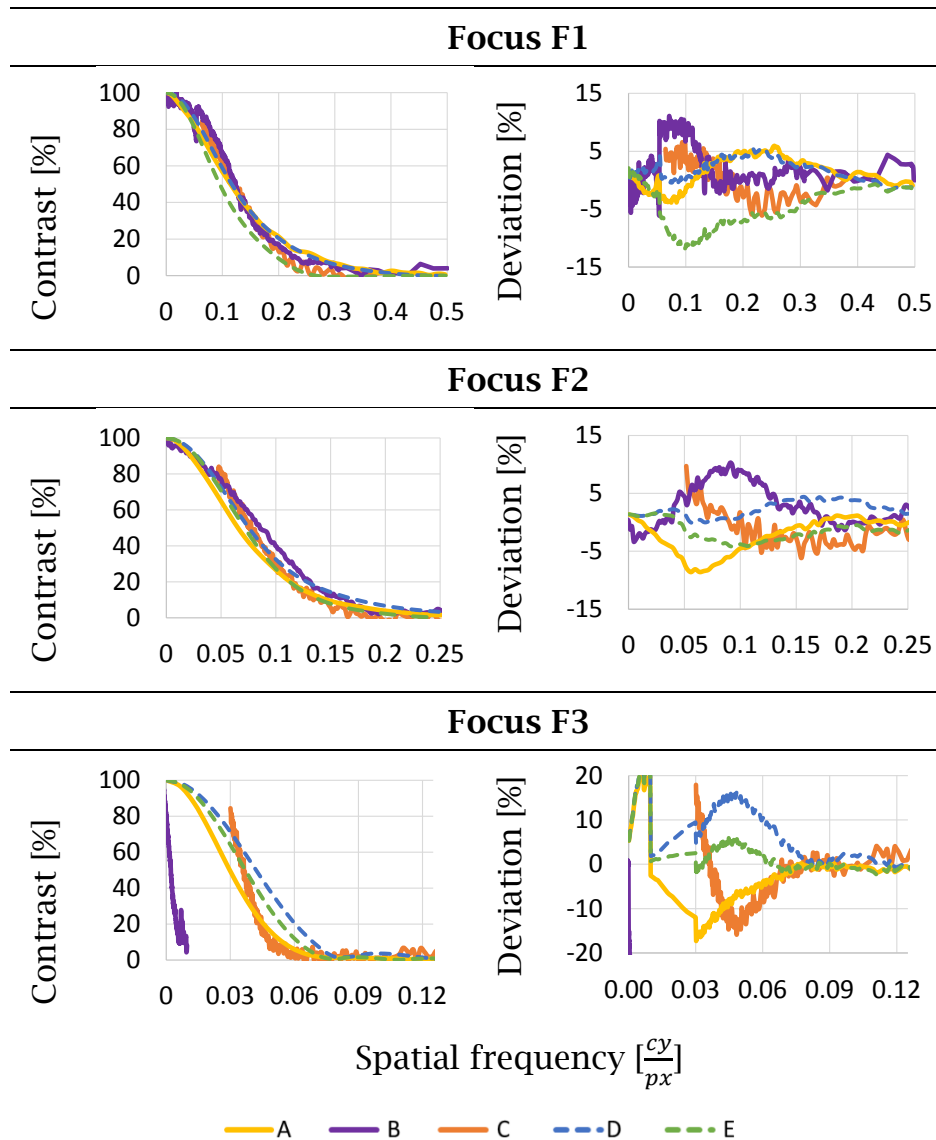 Focus F1
Contrast [%]
100
80
60
40
20
0
0 0.1 0.2 0.3 0.4 0.5
Deviation [%]
15
5
-5
-15
0 0.1 0.2 0.3 0.4 0.5
Focus F2
Contrast [%]
100
80
60
40
20
0
0 0.05 0.1 0.15 0.2 0.25
Deviation [%]
15
5
-5
-15
0 0.05 0.1 0.15 0.2 0.25
Focus F3
Contrast [%]
100
80
60
40
20
0
0 0.03 0.06 0.09 0.12
Deviation [%]
20
10
0
-10
-20
0.00 0.03 0.06 0.09 0.12
Spatial frequency [cy/px]
A B C D E